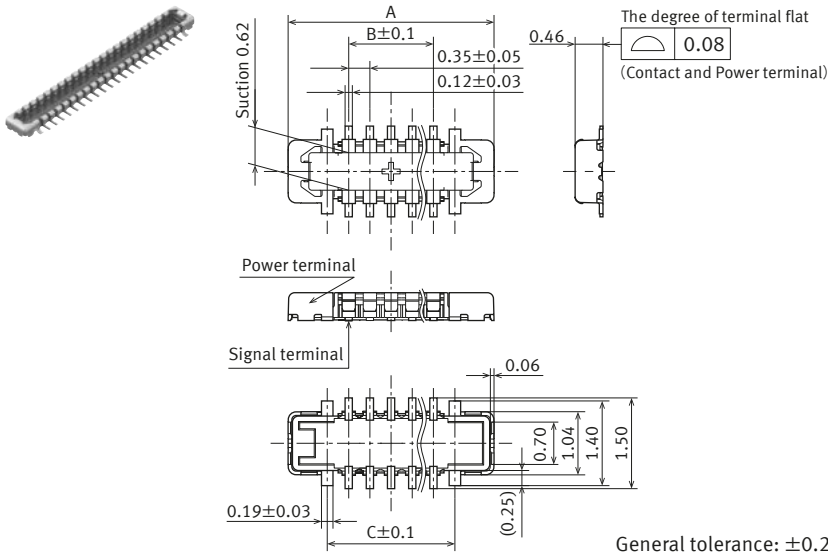 A
B±0.1
0.35±0.05
0.12±0.03
Suction 0.62
0.46
The degree of terminal flat
0.08
(Contact and Power terminal)
Power terminal
Signal terminal
0.06
0.70
1.04
1.40
1.50
(0.25)
0.19±0.03
C±0.1
General tolerance: ±0.2